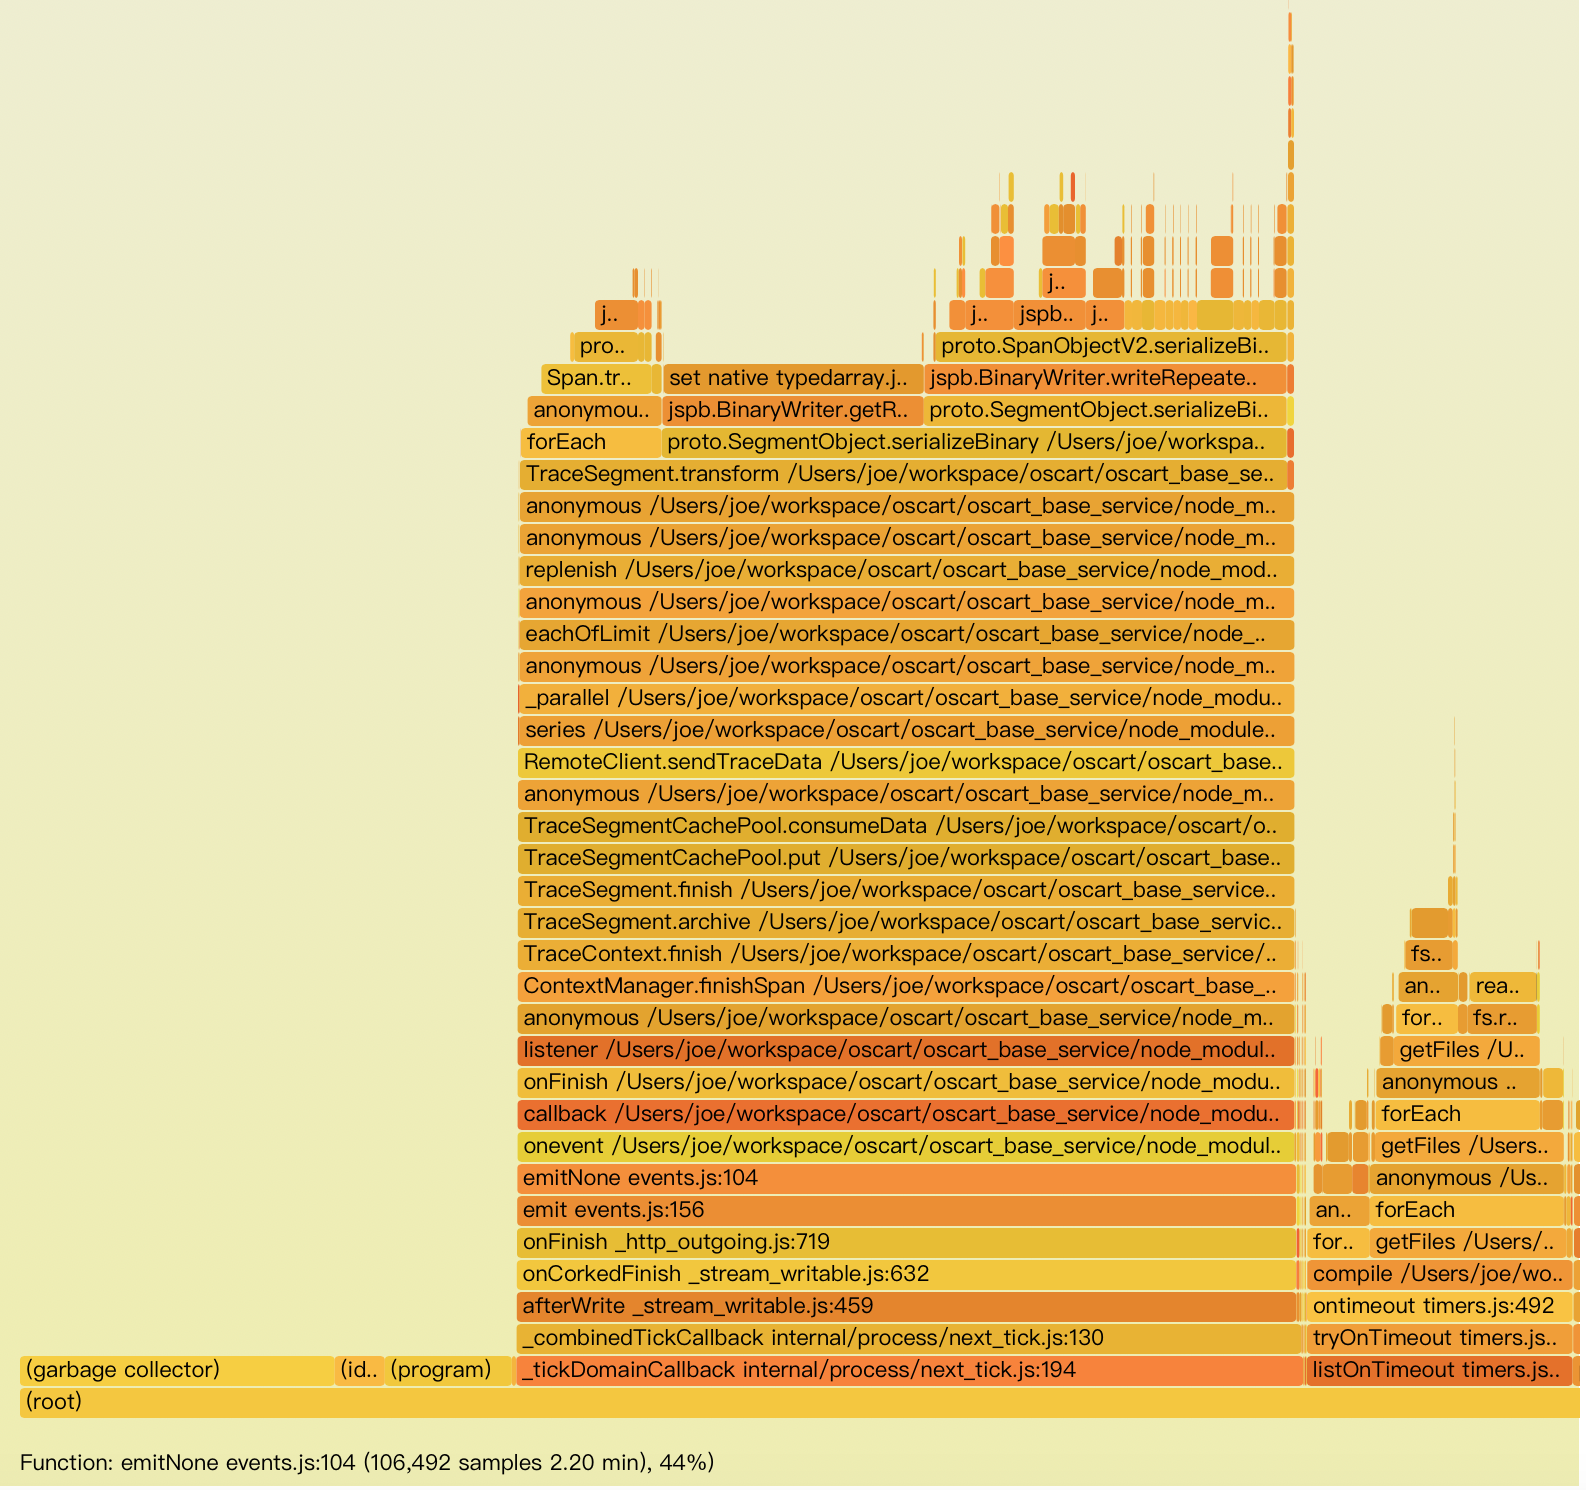 j..
j.. jspb.. j..
j..
pro.. proto.SpanObjectV2.serializeBi..
Span.tr.. set native typedarray.j.. jspb.BinaryWriter.writeRepeate..
anonymou.. jspb.BinaryWriter.getR.. proto.SegmentObject.serializeBi..
forEach proto.SegmentObject.serializeBinary /Users/joe/workspa..
TraceSegment.transform /Users/joe/workspace/oscart/oscart_base_se..
anonymous /Users/joe/workspace/oscart/oscart_base_service/node_m..
anonymous /Users/joe/workspace/oscart/oscart_base_service/node_m..
replenish /Users/joe/workspace/oscart/oscart_base_service/node_mod..
anonymous /Users/joe/workspace/oscart/oscart_base_service/node_m..
eachOfLimit /Users/joe/workspace/oscart/oscart_base_service/node_..
anonymous /Users/joe/workspace/oscart/oscart_base_service/node_m..
_parallel /Users/joe/workspace/oscart/oscart_base_service/node_modu..
series /Users/joe/workspace/oscart/oscart_base_service/node_module..
RemoteClient.sendTraceData /Users/joe/workspace/oscart/oscart_base..
anonymous /Users/joe/workspace/oscart/oscart_base_service/node_m..
TraceSegmentCachePool.consumeData /Users/joe/workspace/oscart/o..
TraceSegmentCachePool.put /Users/joe/workspace/oscart/oscart_base..
TraceSegment.finish /Users/joe/workspace/oscart/oscart_base_service..
TraceSegment.archive /Users/joe/workspace/oscart/oscart_base_servic..
TraceContext.finish /Users/joe/workspace/oscart/oscart_base_service/.. fs..
ContextManager.finishSpan /Users/joe/workspace/oscart/oscart_base_.. an.. rea..
anonymous /Users/joe/workspace/oscart/oscart_base_service/node_m.. for.. fs.r..
listener /Users/joe/workspace/oscart/oscart_base_service/node_modul.. getFiles /U..
onFinish /Users/joe/workspace/oscart/oscart_base_service/node_modu.. anonymous ..
callback /Users/joe/workspace/oscart/oscart_base_service/node_modu.. forEach
onevent /Users/joe/workspace/oscart/oscart_base_service/node_modul.. getFiles /Users..
emitNone events.js:104 anonymous /Us..
emit events.js:156 an.. forEach
onFinish _http_outgoing.js:719 for.. getFiles /Users/..
onCorkedFinish _stream_writable.js:632 compile /Users/joe/wo..
afterWrite _stream_writable.js:459 ontimeout timers.js:492
_combinedTickCallback internal/process/next_tick.js:130 tryOnTimeout timers.js..
(garbage collector) (id.. (program) _tickDomainCallback internal/process/next_tick.js:194 listOnTimeout timers.js..
(root)
Function: emitNone events.js:104 (106,492 samples 2.20 min), 44%)